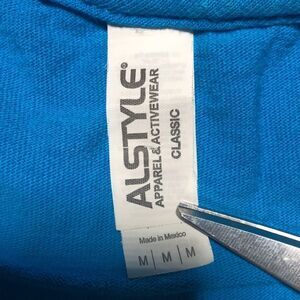 ALSTYLE®
APPAREL & ACTIVEWEAR
CLASSIC
Made in Mexico
M M M